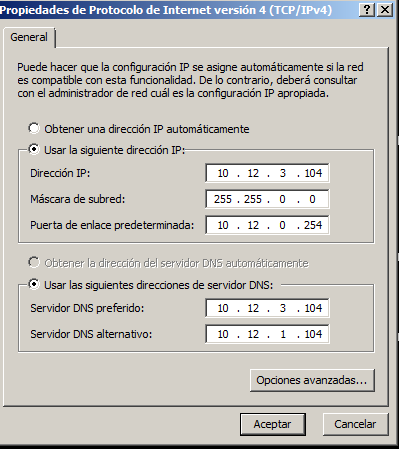 Propiedades de Protocolo de Internet versión 4 (TCP/IPv4)
General
Puede hacer que la configuración IP se asigne automáticamente si la red
es compatible con esta funcionalidad. De lo contrario, deberá consultar
con el administrador de red cuál es la configuración IP apropiada.
Obtener una dirección IP automáticamente
Usar la siguiente dirección IP:
Dirección IP: 10 . 12 . 3 . 104
Máscara de subred: 255 . 255 . 0 . 0
Puerta de enlace predeterminada: 10 . 12 . 0 . 254
Obtener la dirección del servidor DNS automáticamente
Usar las siguientes direcciones de servidor DNS:
Servidor DNS preferido: 10 . 12 . 3 . 104
Servidor DNS alternativo: 10 . 12 . 1 . 104
Opciones avanzadas...
Aceptar Cancelar